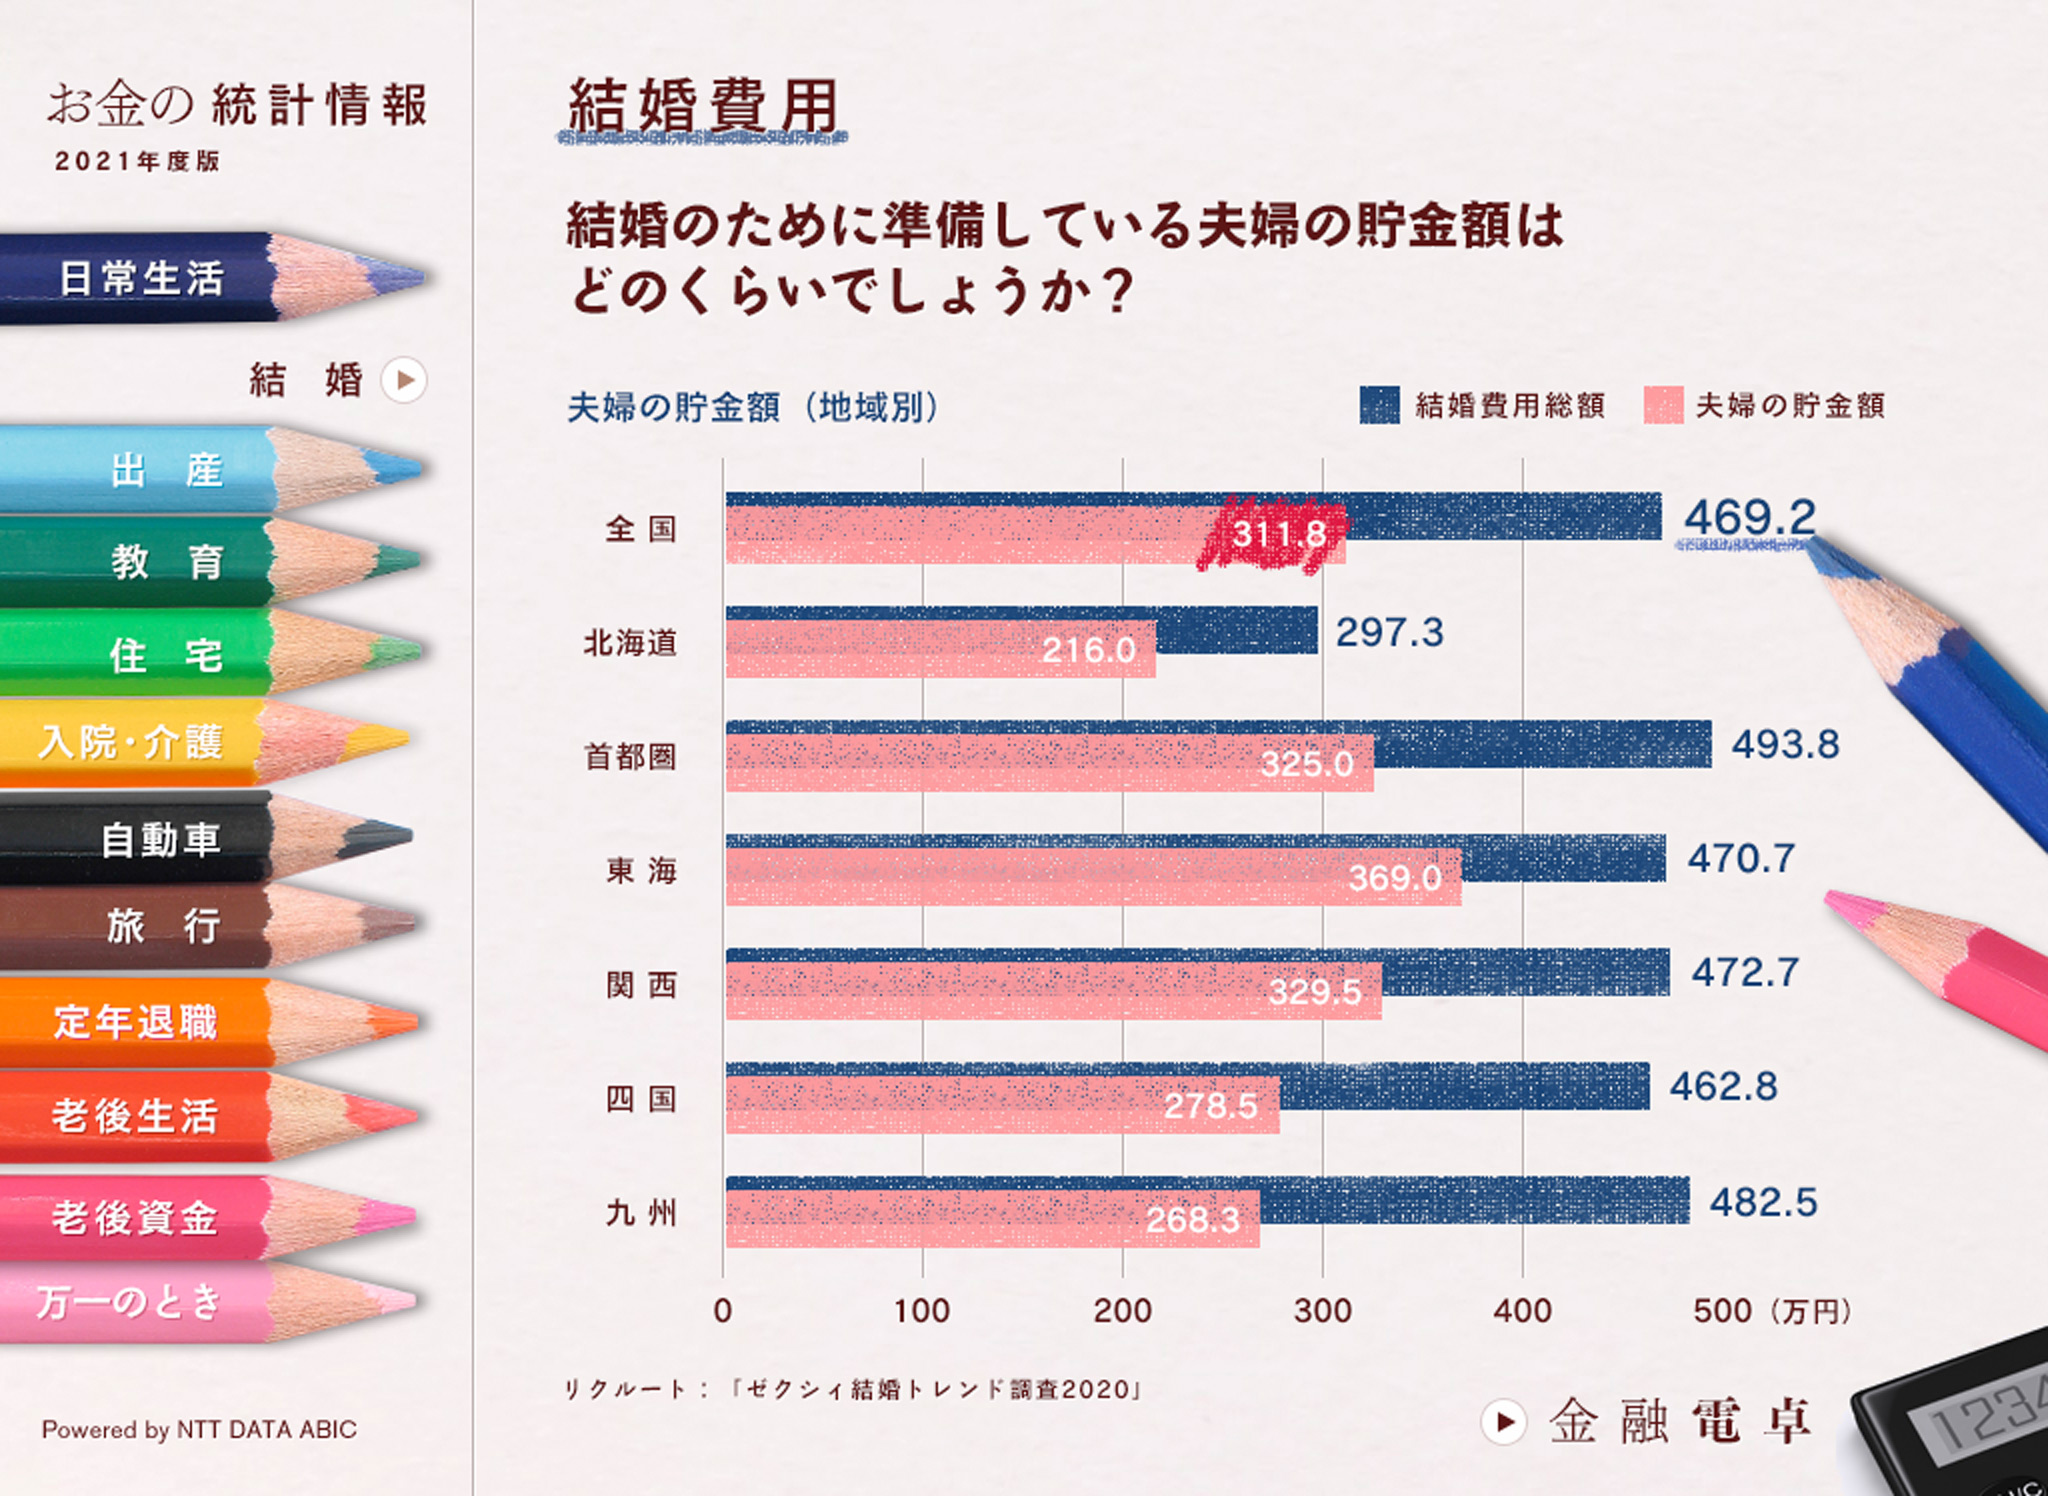 お金の 統計情報
2021年度版
日常生活
結 婚
出 産
教 育
住 宅
入院・介護
自動車
旅 行
定年退職
老後生活
老後資金
万一のとき
Powered by NTT DATA ABIC
結婚費用
結婚のために準備している夫婦の貯金額は
どのくらいでしょうか？
夫婦の貯金額（地域別）
結婚費用総額 夫婦の貯金額
全国 311.8 469.2
北海道 216.0 297.3
首都圏 325.0 493.8
東海 369.0 470.7
関西 329.5 472.7
四国 278.5 462.8
九州 268.3 482.5
0 100 200 300 400 500（万円）
リクルート：「ゼクシィ結婚トレンド調査2020」
金融電卓
1234